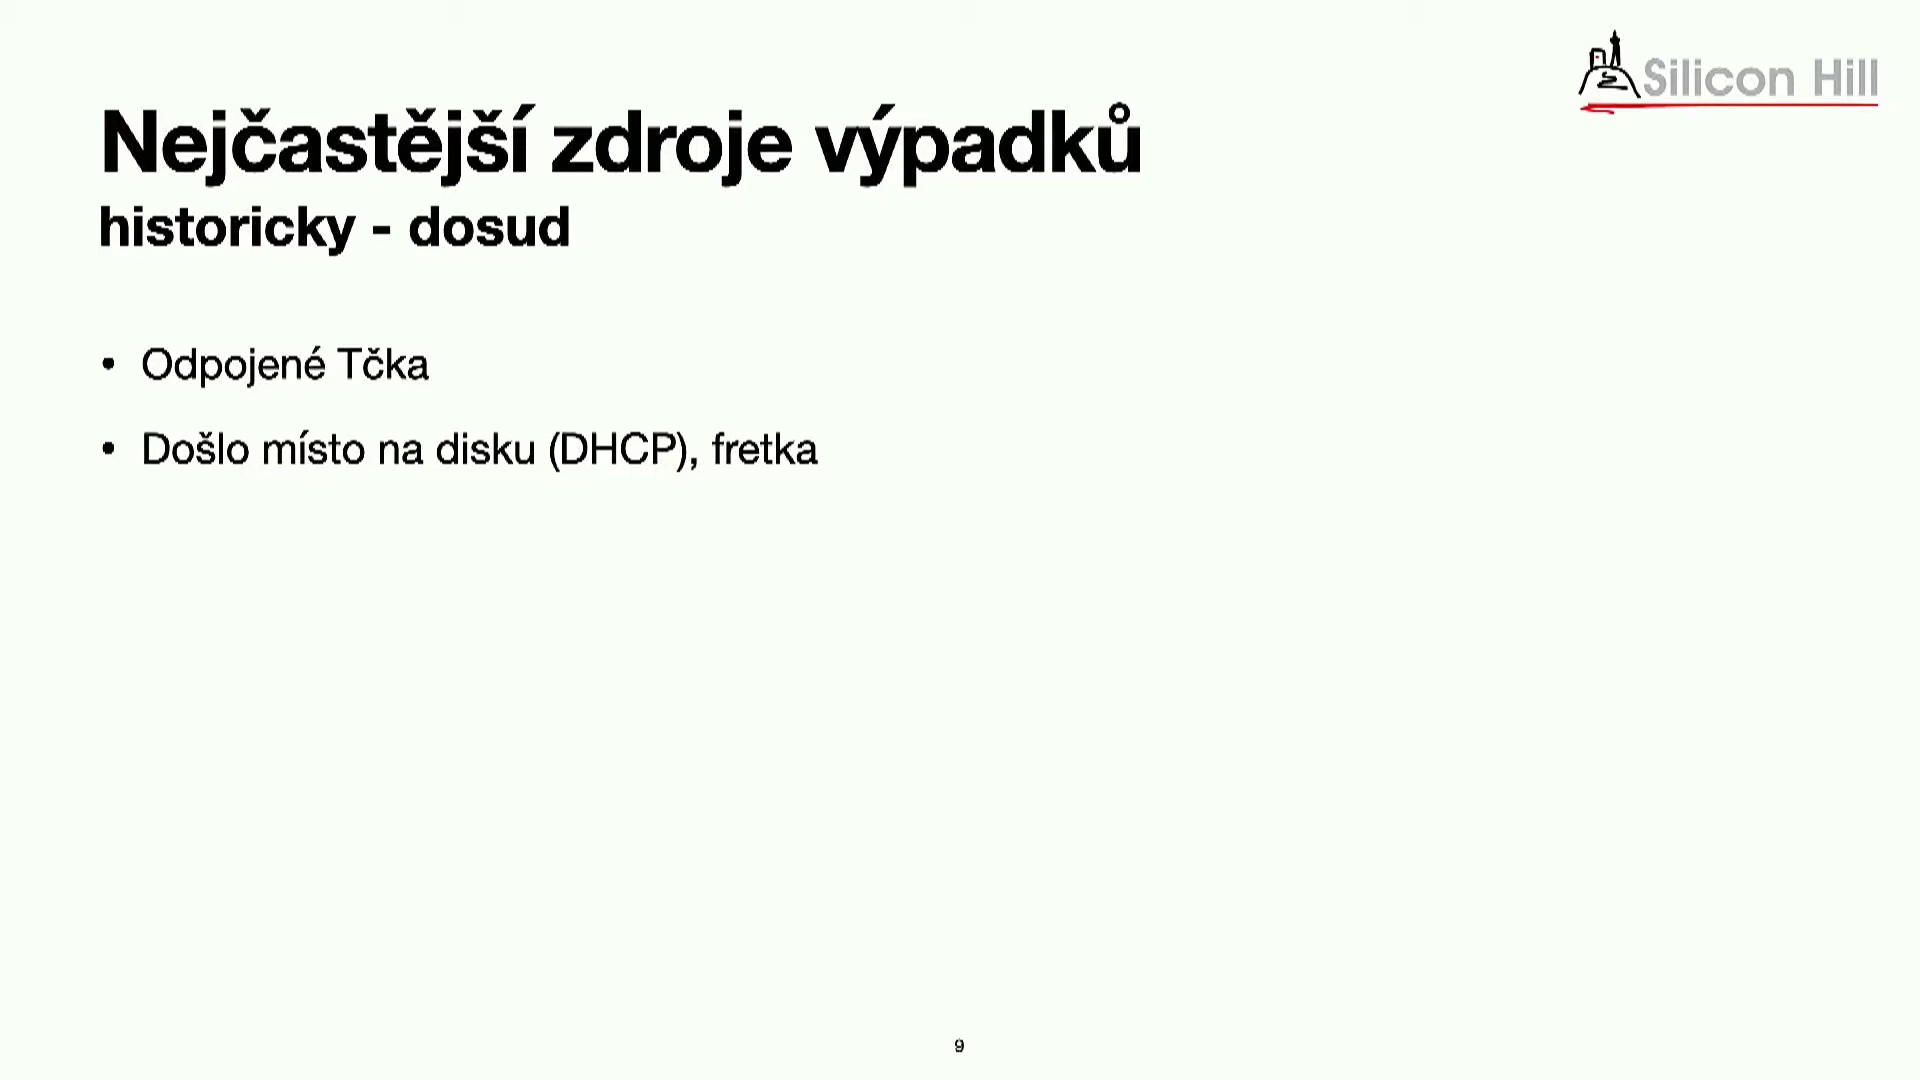 Silicon Hill
Nejčastější zdroje výpadků
historicky - dosud
• Odpojené Tčka
• Došlo místo na disku (DHCP), fretka
9